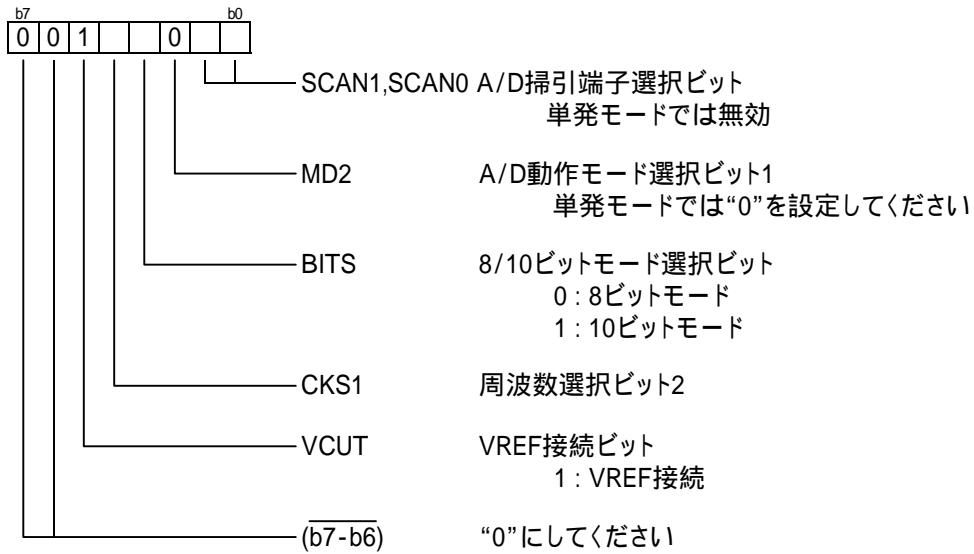 b7 b0
0 0 1 0
SCAN1,SCAN0 A/D掃引端子選択ビット
単発モードでは無効
MD2 A/D動作モード選択ビット1
単発モードでは“0”を設定してください
BITS 8/10ビットモード選択ビット
0 : 8ビットモード
1 : 10ビットモード
CKS1 周波数選択ビット2
VCUT VREF接続ビット
1 : VREF接続
(b7-b6) “0”にしてください